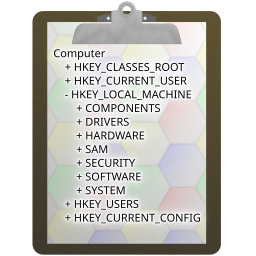 Computer
+ HKEY_CLASSES_ROOT
+ HKEY_CURRENT_USER
- HKEY_LOCAL_MACHINE
+ COMPONENTS
+ DRIVERS
+ HARDWARE
+ SAM
+ SECURITY
+ SOFTWARE
+ SYSTEM
+ HKEY_USERS
+ HKEY_CURRENT_CONFIG